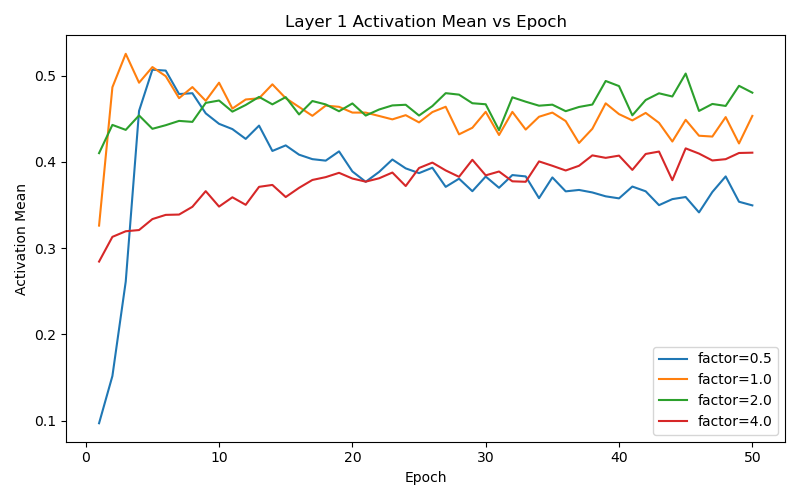 Layer 1 Activation Mean vs Epoch
Activation Mean
0.5
0.4
0.3
0.2
0.1
0 10 20 30 40 50
Epoch
factor=0.5
factor=1.0
factor=2.0
factor=4.0